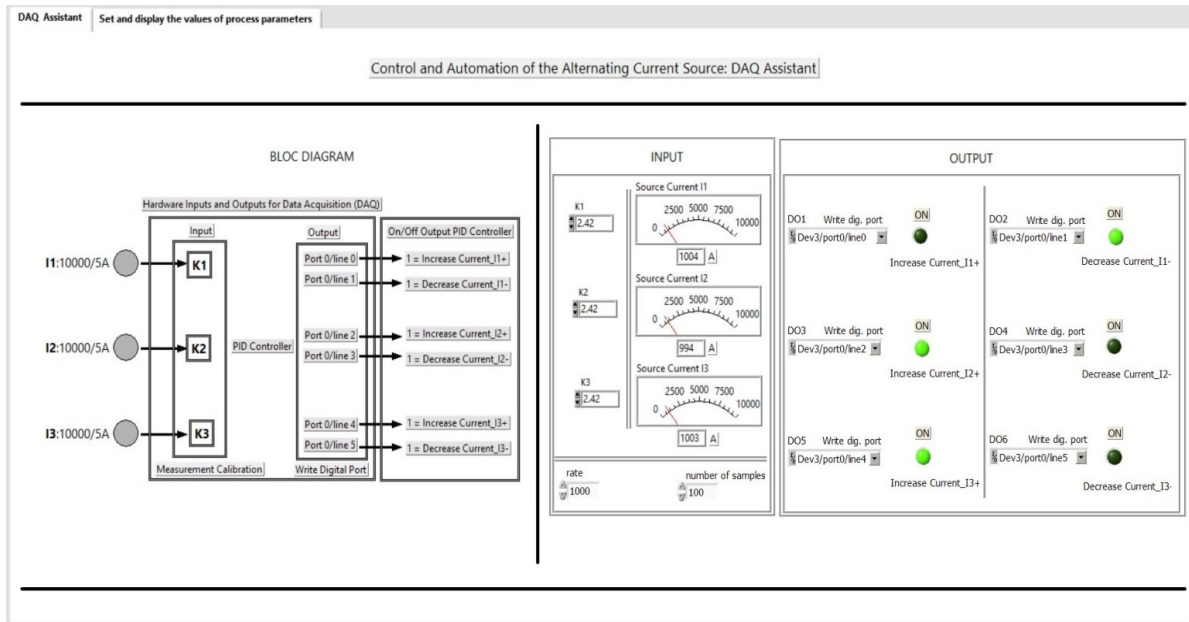 DAQ Assistant
Set and display the values of process parameters
Control and Automation of the Alternating Current Source: DAQ Assistant
BLOC DIAGRAM
Hardware Inputs and Outputs for Data Acquisition (DAQ)
Input
Output
On/Off Output PID Controller
I1:10000/5A
K1
Port 0/line 0
1 = Increase Current_I1+
Port 0/line 1
1 = Decrease Current_I1-
I2:10000/5A
K2
PID Controller
Port 0/line 2
1 = Increase Current_I2+
Port 0/line 3
1 = Decrease Current_I2-
I3:10000/5A
K3
Port 0/line 4
1 = Increase Current_I3+
Port 0/line 5
1 = Decrease Current_I3-
Measurement Calibration
Write Digital Port
INPUT
K1
2.42
Source Current I1
0 2500 5000 7500 10000
1004 A
K2
2.42
Source Current I2
0 2500 5000 7500 10000
994 A
K3
2.42
Source Current I3
0 2500 5000 7500 10000
1003 A
rate
1000
number of samples
100
OUTPUT
DO1 Write dig. port ON
Dev3/port0/line0
Increase Current_I1+
DO2 Write dig. port ON
Dev3/port0/line1
Decrease Current_I1-
DO3 Write dig. port ON
Dev3/port0/line2
Increase Current_I2+
DO4 Write dig. port ON
Dev3/port0/line3
Decrease Current_I2-
DO5 Write dig. port ON
Dev3/port0/line4
Increase Current_I3+
DO6 Write dig. port ON
Dev3/port0/line5
Decrease Current_I3-